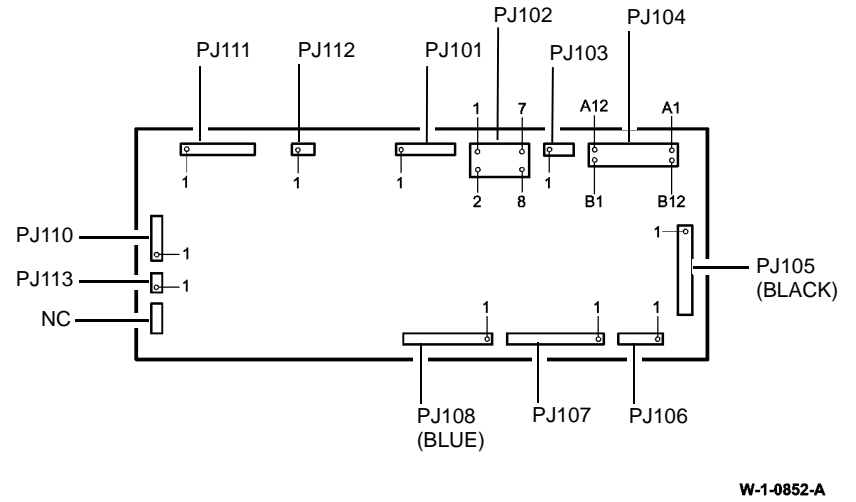 PJ102
PJ104
PJ111
PJ112
PJ101
PJ103
1
7
A12
A1
1
1
1
2
8
1
B1
B12
PJ110
1
1
PJ113
1
PJ105
(BLACK)
NC
1
1
1
PJ108
(BLUE)
PJ107
PJ106
W-1-0852-A